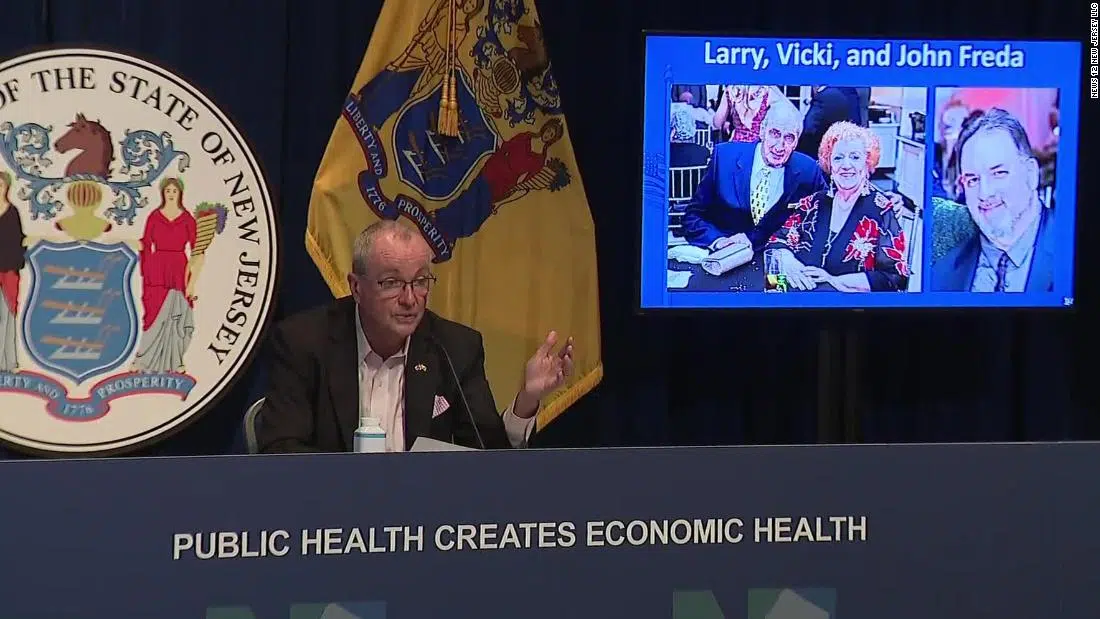 OF THE STATE OF NEW JERSEY
LIBERTY AND PROSPERITY
1776
LIBERTY AND
1776
PROSPERITY
Larry, Vicki, and John Freda
PUBLIC HEALTH CREATES ECONOMIC HEALTH
NEWS 12 NEW JERSEY LLC